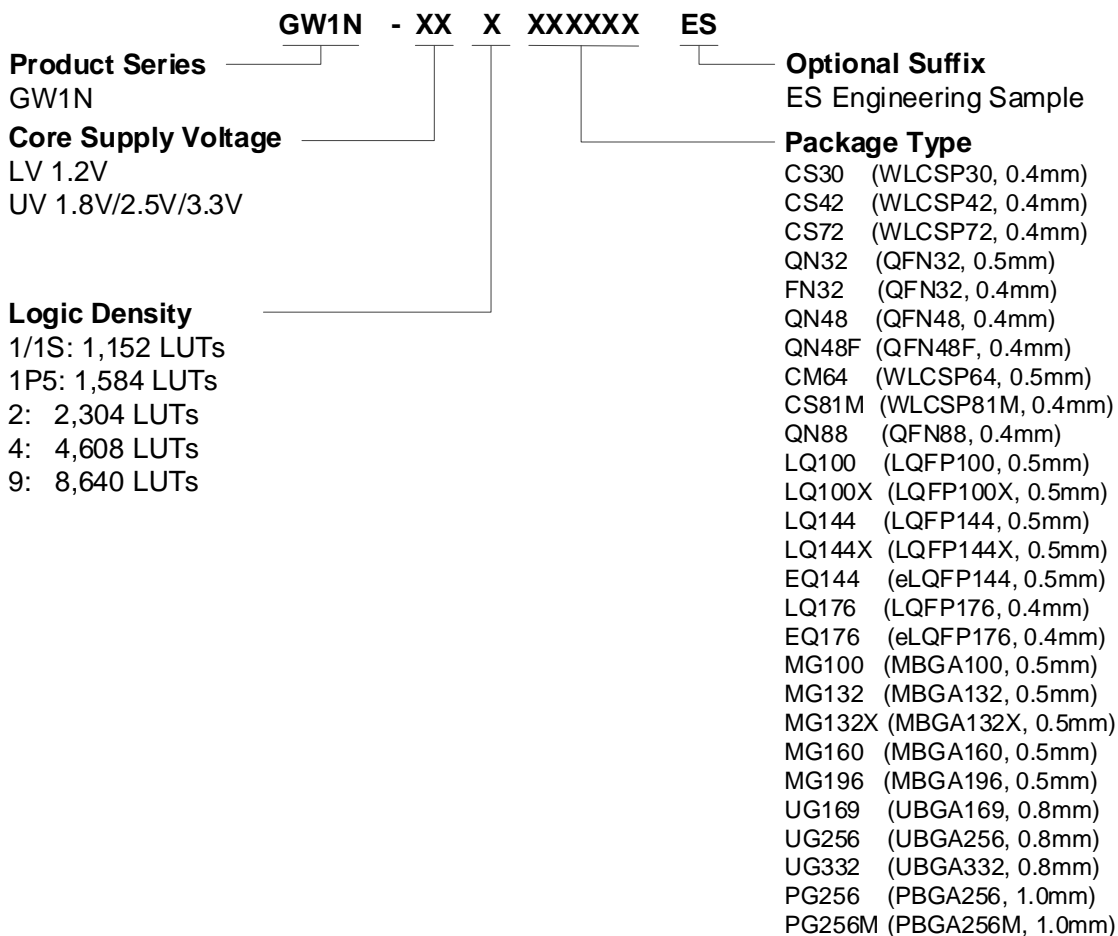 GW1N - XX X XXXXXX ES
Product Series
GW1N
Core Supply Voltage
LV 1.2V
UV 1.8V/2.5V/3.3V
Logic Density
1/1S: 1,152 LUTs
1P5: 1,584 LUTs
2: 2,304 LUTs
4: 4,608 LUTs
9: 8,640 LUTs
Optional Suffix
ES Engineering Sample
Package Type
CS30 (WLCSP30, 0.4mm)
CS42 (WLCSP42, 0.4mm)
CS72 (WLCSP72, 0.4mm)
QN32 (QFN32, 0.5mm)
FN32 (QFN32, 0.4mm)
QN48 (QFN48, 0.4mm)
QN48F (QFN48F, 0.4mm)
CM64 (WLCSP64, 0.5mm)
CS81M (WLCSP81M, 0.4mm)
QN88 (QFN88, 0.4mm)
LQ100 (LQFP100, 0.5mm)
LQ100X (LQFP100X, 0.5mm)
LQ144 (LQFP144, 0.5mm)
LQ144X (LQFP144X, 0.5mm)
EQ144 (eLQFP144, 0.5mm)
LQ176 (LQFP176, 0.4mm)
EQ176 (eLQFP176, 0.4mm)
MG100 (MBGA100, 0.5mm)
MG132 (MBGA132, 0.5mm)
MG132X (MBGA132X, 0.5mm)
MG160 (MBGA160, 0.5mm)
MG196 (MBGA196, 0.5mm)
UG169 (UBGA169, 0.8mm)
UG256 (UBGA256, 0.8mm)
UG332 (UBGA332, 0.8mm)
PG256 (PBGA256, 1.0mm)
PG256M (PBGA256M, 1.0mm)